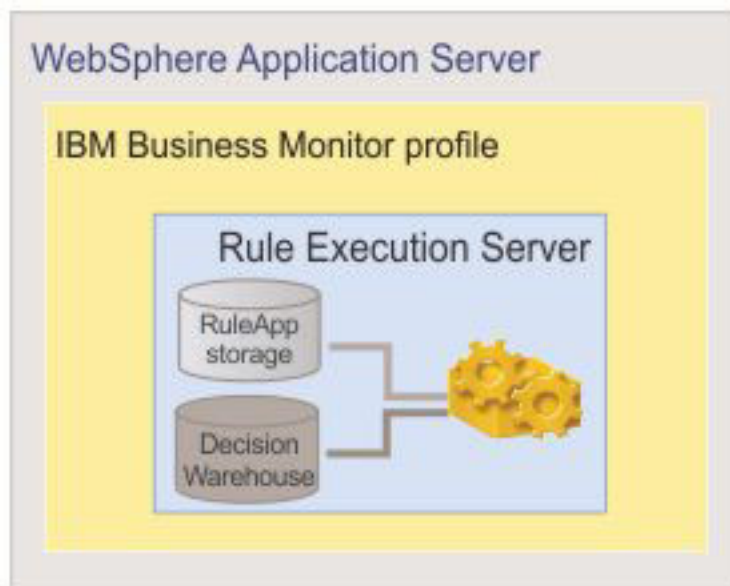 WebSphere Application Server
IBM Business Monitor profile
Rule Execution Server
RuleApp
storage
Decision
Warehouse